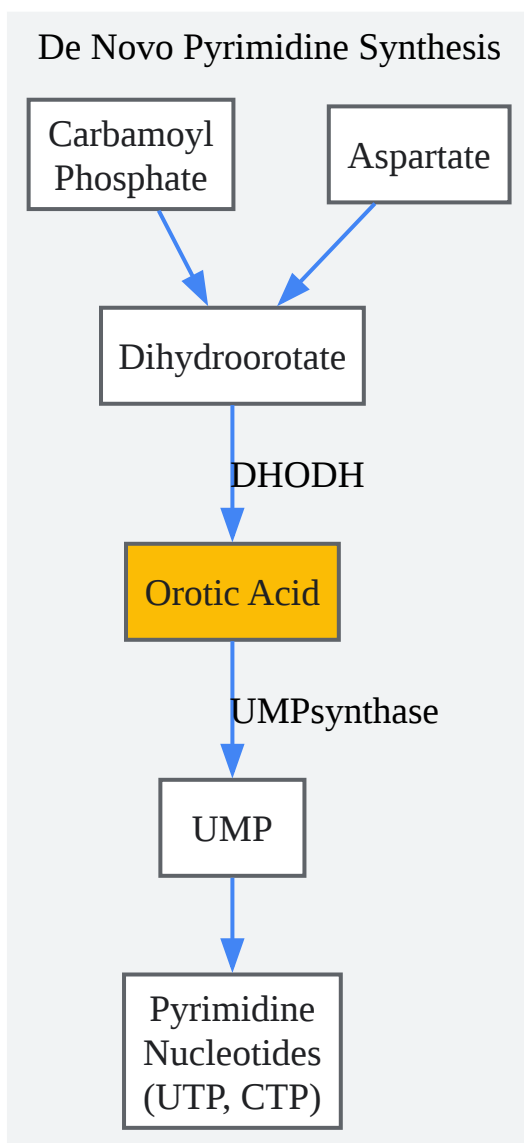 De Novo Pyrimidine Synthesis
Carbamoyl
Phosphate
Aspartate
Dihydroorotate
DHODH
Orotic Acid
UMPsynthase
UMP
Pyrimidine
Nucleotides
(UTP, CTP)